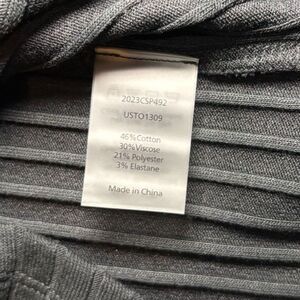 2023CSP492
USTO1309
46%Cotton
30%Viscose
21% Polyester
3% Elastane
Made in China